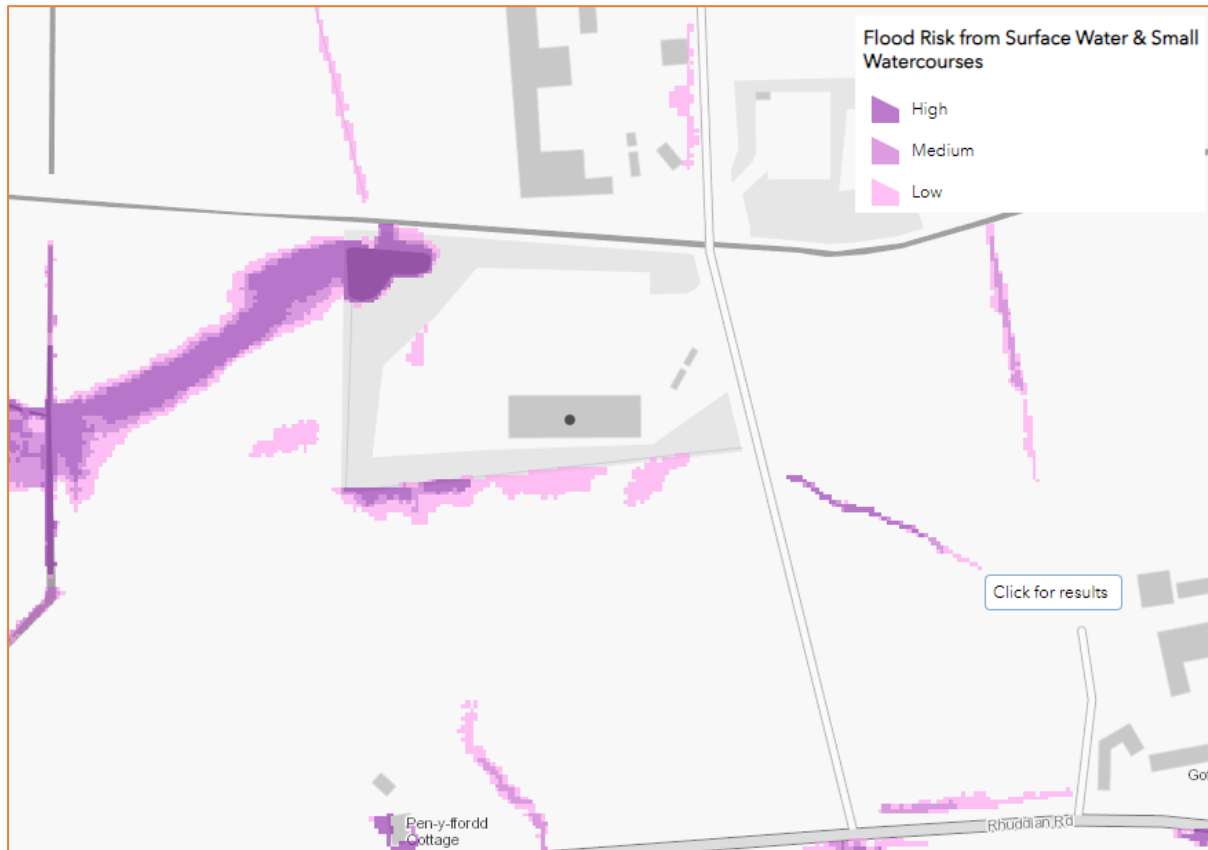 Flood Risk from Surface Water & Small
Watercourses
High
Medium
Low
Click for results
Pen-y-ffordd
Cottage
Rhuddlan Rd